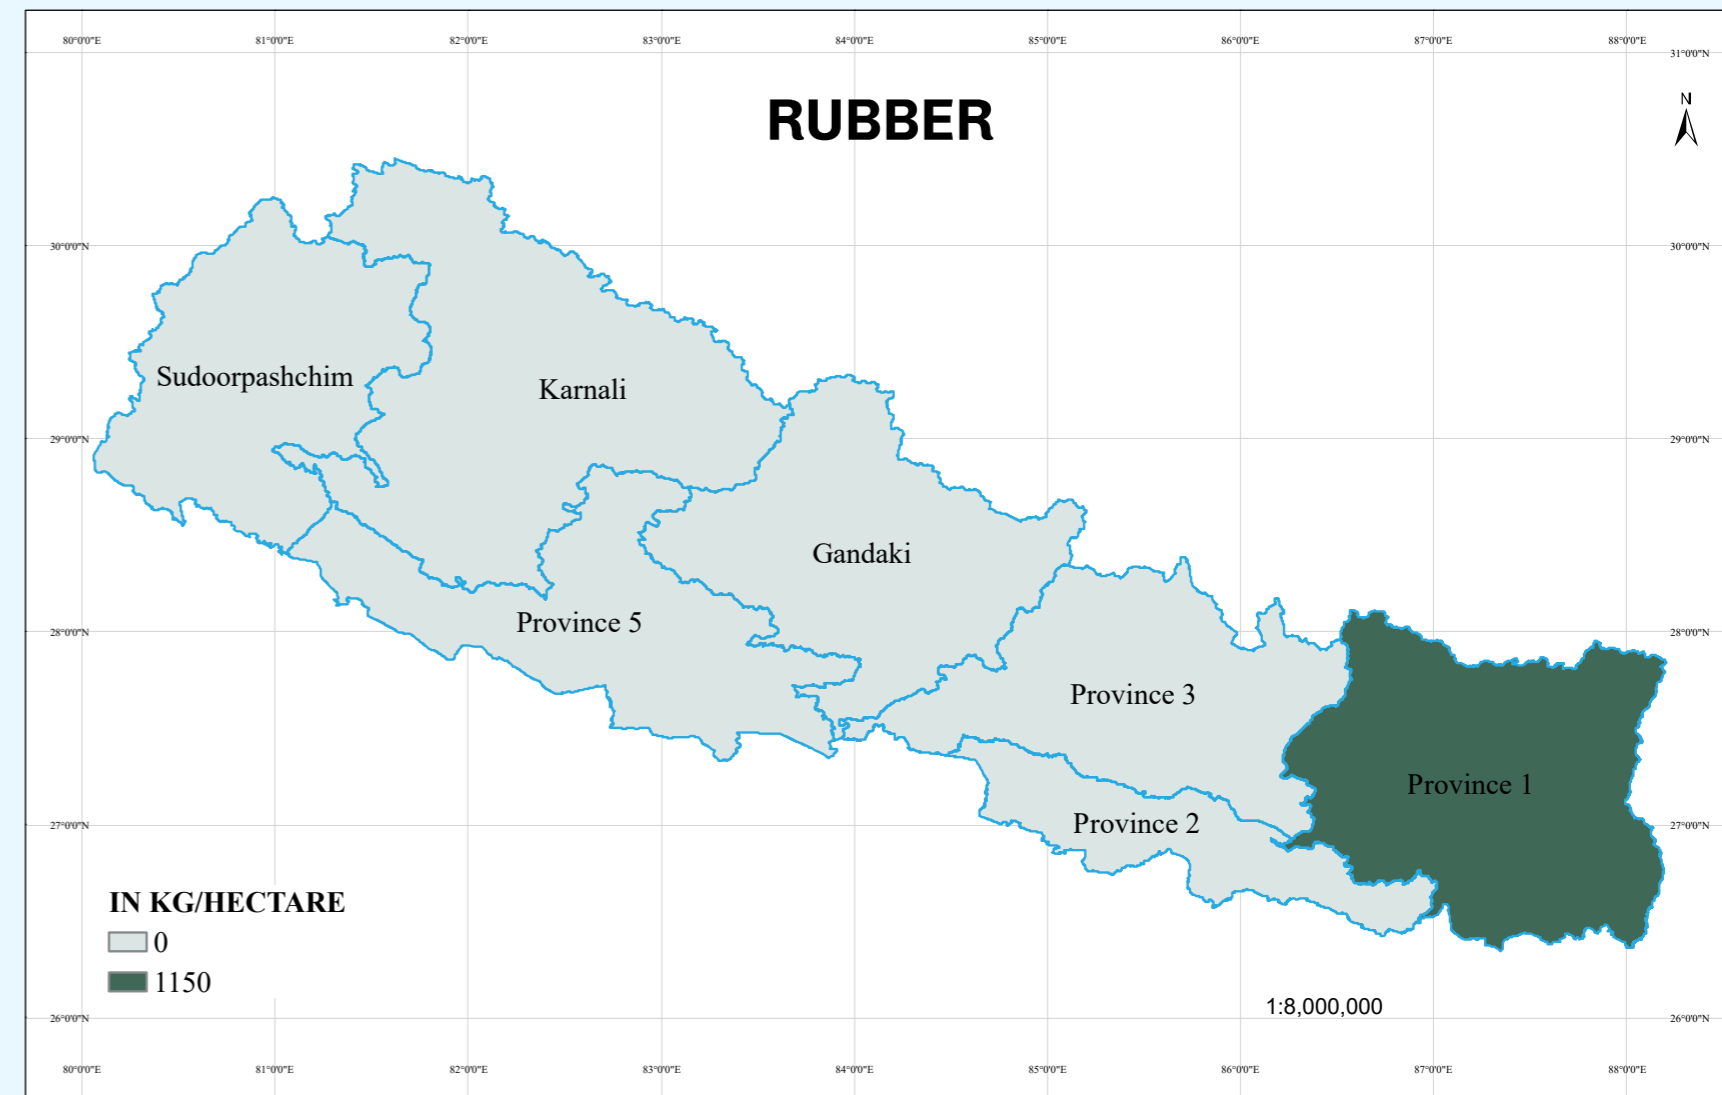 80°0'0"E 81°0'0"E 82°0'0"E 83°0'0"E 84°0'0"E 85°0'0"E 86°0'0"E 87°0'0"E 88°0'0"E
31°0'0"N
RUBBER
N
30°0'0"N 30°0'0"N
Sudoorpashchim
Karnali
29°0'0"N 29°0'0"N
Gandaki
Province 5
28°0'0"N 28°0'0"N
Province 3
Province 1
Province 2
27°0'0"N 27°0'0"N
IN KG/HECTARE
0
1150
1:8,000,000
26°0'0"N 26°0'0"N
80°0'0"E 81°0'0"E 82°0'0"E 83°0'0"E 84°0'0"E 85°0'0"E 86°0'0"E 87°0'0"E 88°0'0"E